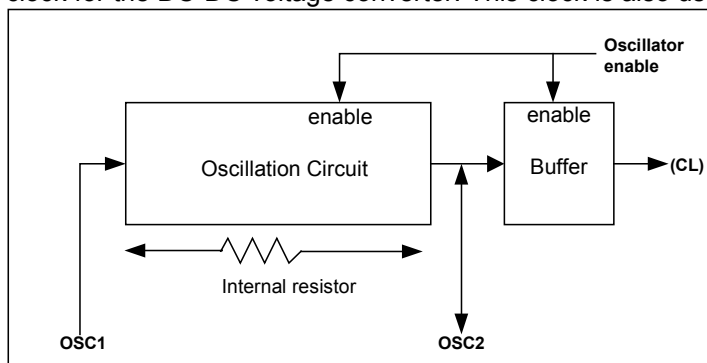 clock for the DC-DC voltage converter. This clock is also us
Oscillator
enable
enable
enable
Oscillation Circuit
Buffer
(CL)
Internal resistor
OSC1
OSC2